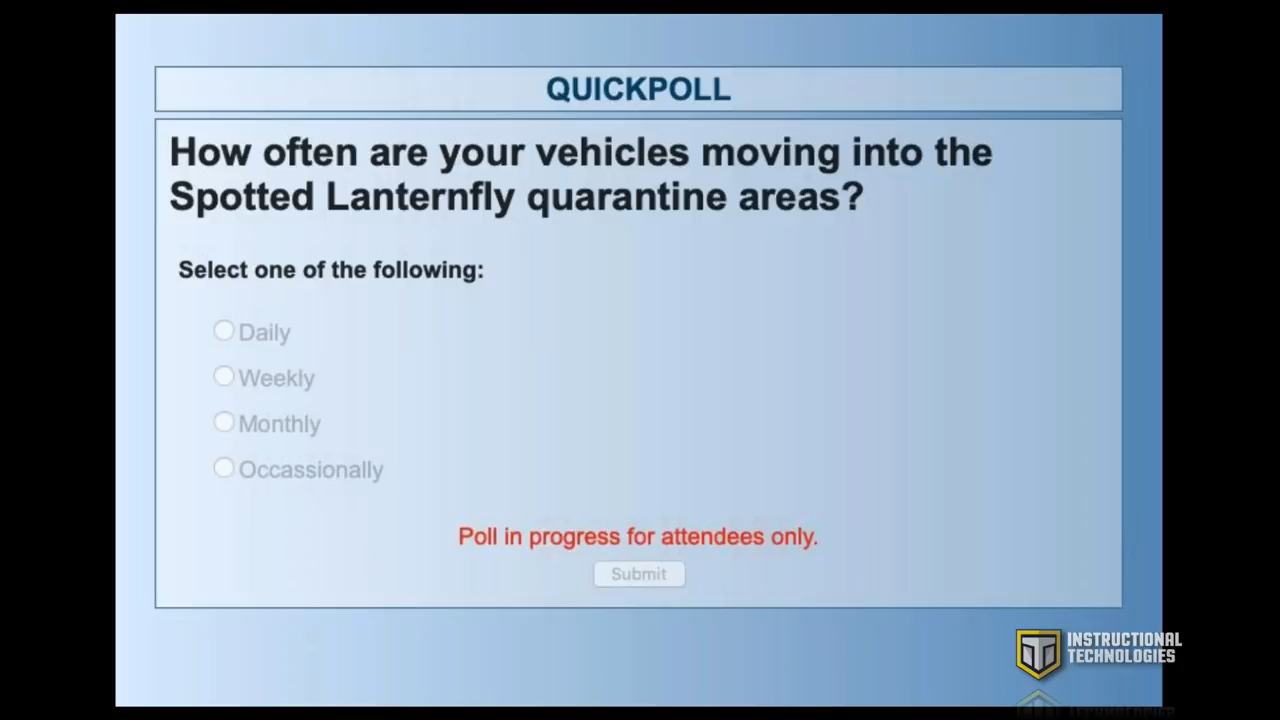 QUICKPOLL
How often are your vehicles moving into the
Spotted Lanternfly quarantine areas?
Select one of the following:
Daily
Weekly
Monthly
Occassionally
Poll in progress for attendees only.
Submit
INSTRUCTIONAL
TECHNOLOGIES